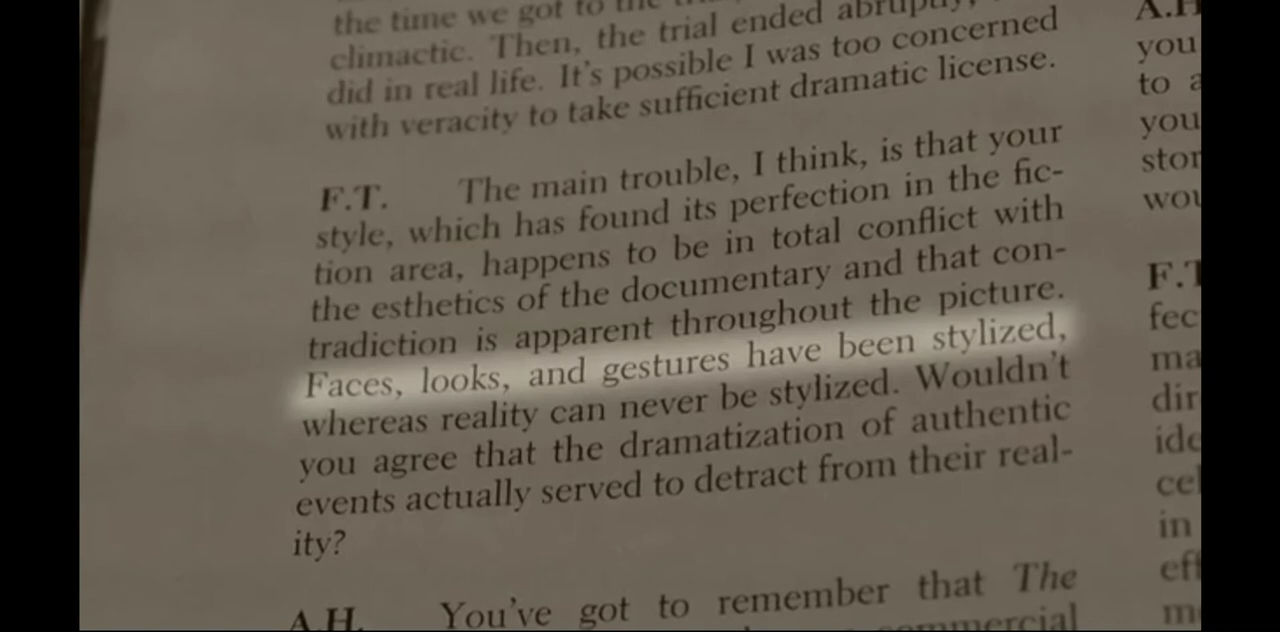 the time we got to the
climactic. Then, the trial ended abruptly,
did in real life. It's possible I was too concerned
with veracity to take sufficient dramatic license.
F.T. The main trouble, I think, is that your
style, which has found its perfection in the fic-
tion area, happens to be in total conflict with
the esthetics of the documentary and that con-
tradiction is apparent throughout the picture.
Faces, looks, and gestures have been stylized,
whereas reality can never be stylized. Wouldn't
you agree that the dramatization of authentic
events actually served to detract from their real-
ity?
A.H. You've got to remember that The
commercial
A.H
you
to a
you
stor
wou
F.T
fec
ma
dir
ide
cel
in
eff